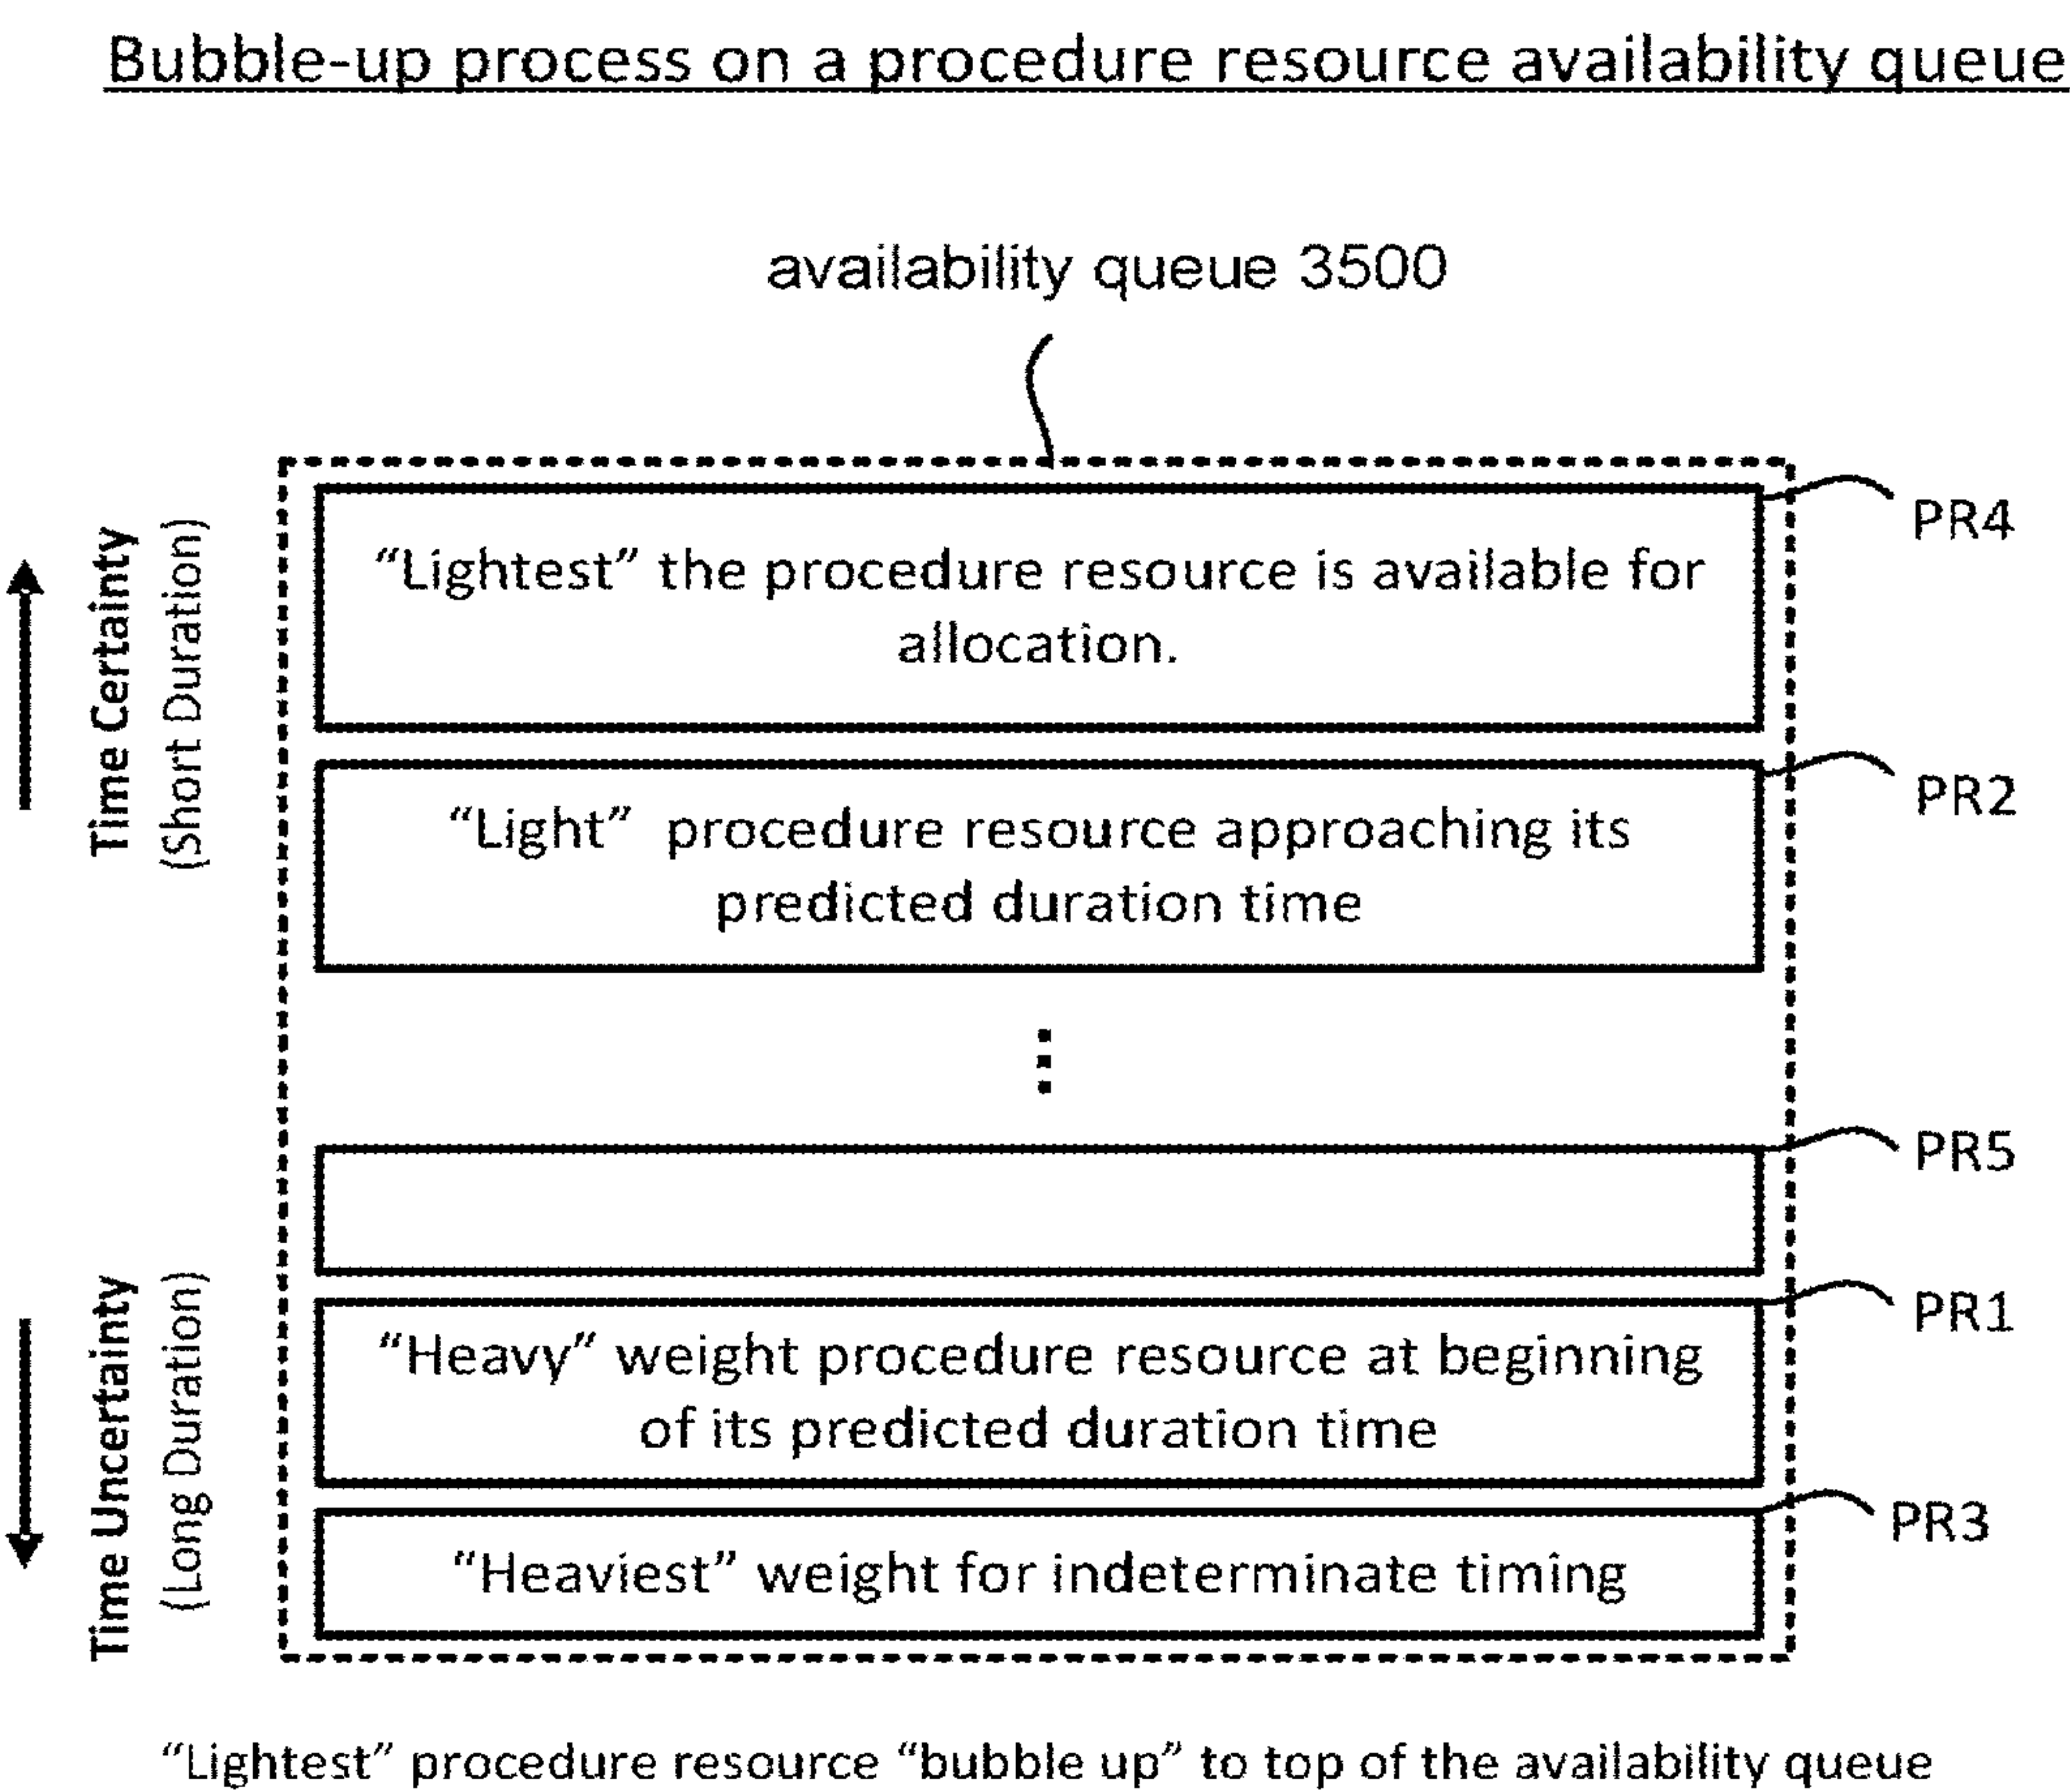 Bubble-up process on a procedure resource availability queue
availability queue 3500
PR4
“Lightest” the procedure resource is available for
allocation.
Time Certainty
(Short Duration)
PR2
“Light” procedure resource approaching its
predicted duration time
PR5
PR1
“Heavy” weight procedure resource at beginning
of its predicted duration time
Time Uncertainty
(Long Duration)
PR3
“Heaviest” weight for indeterminate timing
“Lightest” procedure resource “bubble up” to top of the availability queue